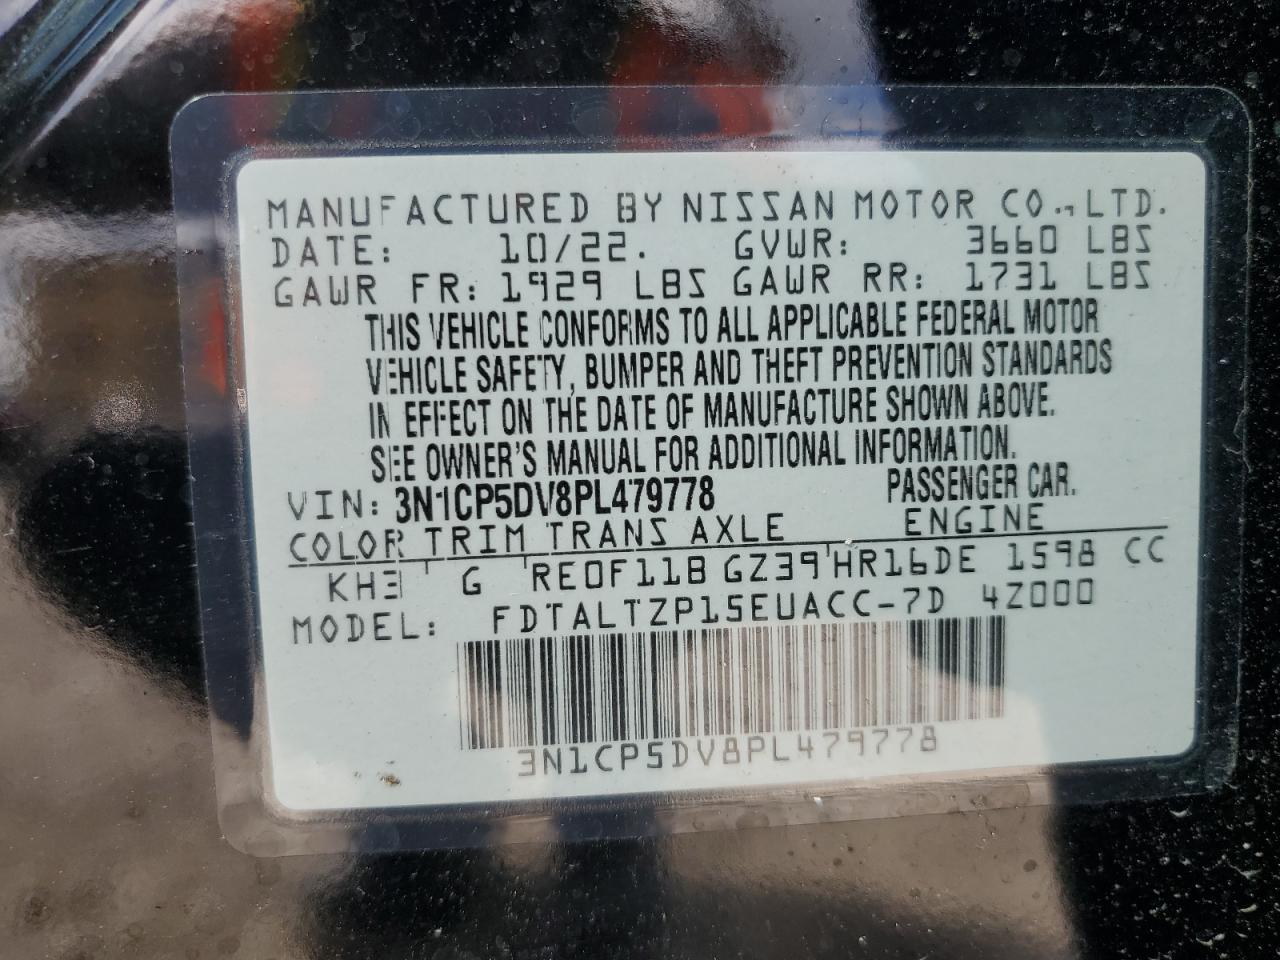 MANUFACTURED BY NISSAN MOTOR CO., LTD.
DATE: 10/22. GVWR: 3660 LBS
GAWR FR: 1929 LBS GAWR RR: 1731 LBS
THIS VEHICLE CONFORMS TO ALL APPLICABLE FEDERAL MOTOR
VEHICLE SAFETY, BUMPER AND THEFT PREVENTION STANDARDS
IN EFFECT ON THE DATE OF MANUFACTURE SHOWN ABOVE.
SEE OWNER'S MANUAL FOR ADDITIONAL INFORMATION.
VIN: 3N1CP5DV8PL479778 PASSENGER CAR.
COLOR TRIM TRANS AXLE ENGINE
KH3 G RE0F11B GZ39 HR16DE 1598 CC
MODEL: FDTALTZP15EUACC-7D 4Z000
3N1CP5DV8PL479778